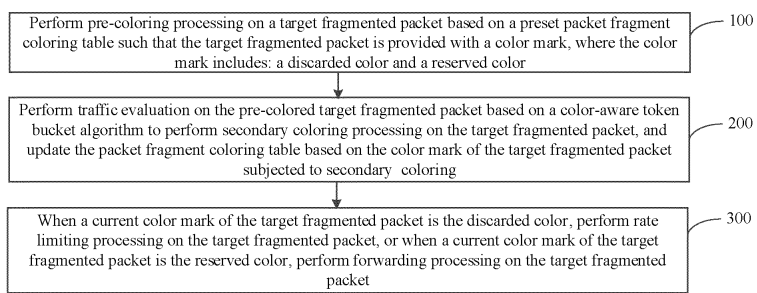 Perform pre-coloring processing on a target fragmented packet based on a preset packet fragment
coloring table such that the target fragmented packet is provided with a color mark, where the color
mark includes: a discarded color and a reserved color
100
Perform traffic evaluation on the pre-colored target fragmented packet based on a color-aware token
bucket algorithm to perform secondary coloring processing on the target fragmented packet, and
update the packet fragment coloring table based on the color mark of the target fragmented packet
subjected to secondary coloring
200
When a current color mark of the target fragmented packet is the discarded color, perform rate
limiting processing on the target fragmented packet, or when a current color mark of the target
fragmented packet is the reserved color, perform forwarding processing on the target fragmented
packet
300